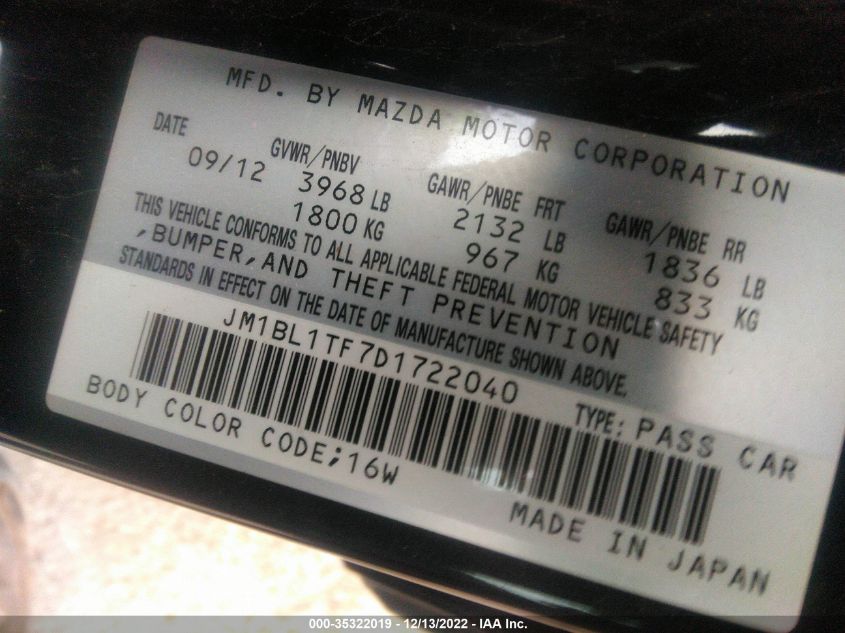 MFD. BY MAZDA MOTOR CORPORATION
DATE GVWR/PNBV GAWR/PNBE FRT GAWR/PNBE RR
09/12 3968 LB 2132 LB 1836 LB
1800 KG 967 KG 833 KG
THIS VEHICLE CONFORMS TO ALL APPLICABLE FEDERAL MOTOR VEHICLE SAFETY
,BUMPER,AND THEFT PREVENTION
STANDARDS IN EFFECT ON THE DATE OF MANUFACTURE SHOWN ABOVE.
JM1BL1TF7D1722040 TYPE: PASS CAR
BODY COLOR CODE;16W
MADE IN JAPAN
000-35322019 - 12/13/2022 - IAA Inc.